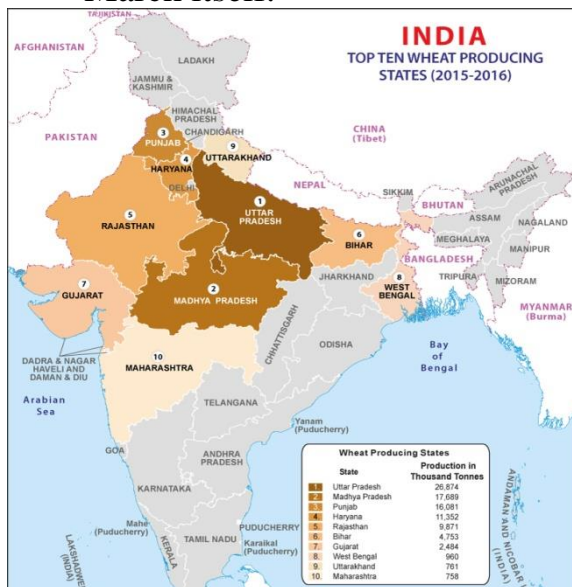 March itself.
INDIA
TOP TEN WHEAT PRODUCING
STATES (2015-2016)
TAJIKISTAN
AFGHANISTAN
LADAKH
JAMMU &
KASHMIR
HIMACHAL
PRADESH
PAKISTAN
CHANDIGARH
CHINA
(Tibet)
3
PUNJAB
9
UTTARAKHAND
4
HARYANA
DELHI
NEPAL
SIKKIM
BHUTAN
ARUNACHAL
PRADESH
5
RAJASTHAN
1
UTTAR
PRADESH
ASSAM
NAGALAND
MEGHALAYA
MANIPUR
6
BIHAR
BANGLADESH
TRIPURA
MIZORAM
7
GUJARAT
2
MADHYA PRADESH
JHARKHAND
8
WEST
BENGAL
MYANMAR
(Burma)
CHHATTISGARH
ODISHA
DADRA & NAGAR
HAVELI AND
DAMAN & DIU
10
MAHARASHTRA
Arabian
Sea
Bay
of
Bengal
TELANGANA
Yanam
(Puducherry)
GOA
ANDHRA
PRADESH
KARNATAKA
Mahe
(Puducherry)
PUDUCHERRY
Karaikal
(Puducherry)
KERALA
TAMIL NADU
LAKSHADWEEP
(INDIA)
ANDAMAN AND NICOBAR
(INDIA)
Wheat Producing States
State Production in
Thousand Tonnes
1 Uttar Pradesh 26,874
2 Madhya Pradesh 17,689
3 Punjab 16,081
4 Haryana 11,352
5 Rajasthan 9,871
6 Bihar 4,753
7 Gujarat 2,484
8. West Bengal 960
9. Uttarakhand 761
10. Maharashtra 758